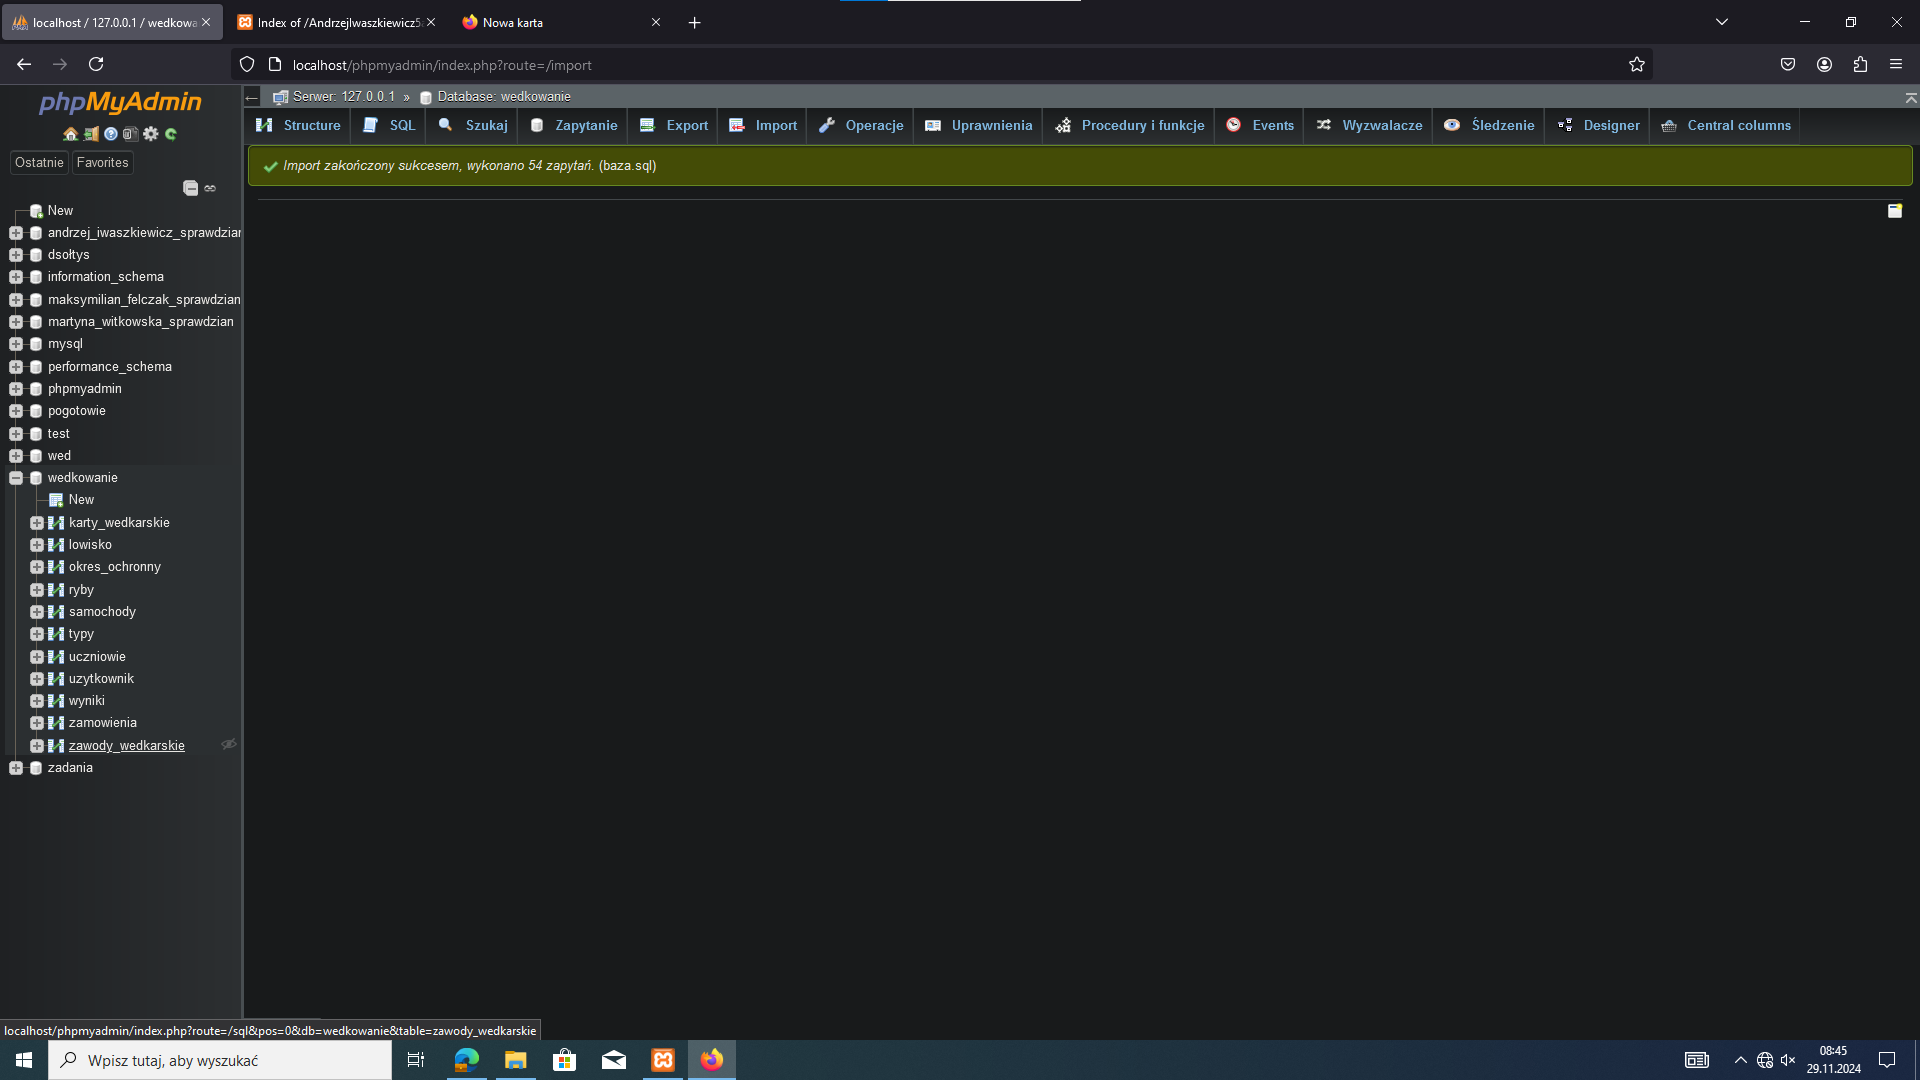 localhost / 127.0.0.1 / wedkowa
Index of /AndrzejIwaszkiewicz5
Nowa karta
localhost/phpmyadmin/index.php?route=/import
phpMyAdmin
Serwer: 127.0.0.1 » Database: wedkowanie
Structure
SQL
Szukaj
Zapytanie
Export
Import
Operacje
Uprawnienia
Procedury i funkcje
Events
Wyzwalacze
Śledzenie
Designer
Central columns
Ostatnie
Favorites
Import zakończony sukcesem, wykonano 54 zapytań. (baza.sql)
New
andrzej_iwaszkiewicz_sprawdzian
dsołtys
information_schema
maksymilian_felczak_sprawdzian
martyna_witkowska_sprawdzian
mysql
performance_schema
phpmyadmin
pogotowie
test
wed
wedkowanie
New
karty_wedkarskie
lowisko
okres_ochronny
ryby
samochody
typy
uczniowie
uzytkownik
wyniki
zamowienia
zawody_wedkarskie
zadania
localhost/phpmyadmin/index.php?route=/sql&pos=0&db=wedkowanie&table=zawody_wedkarskie
Wpisz tutaj, aby wyszukać
08:45
29.11.2024